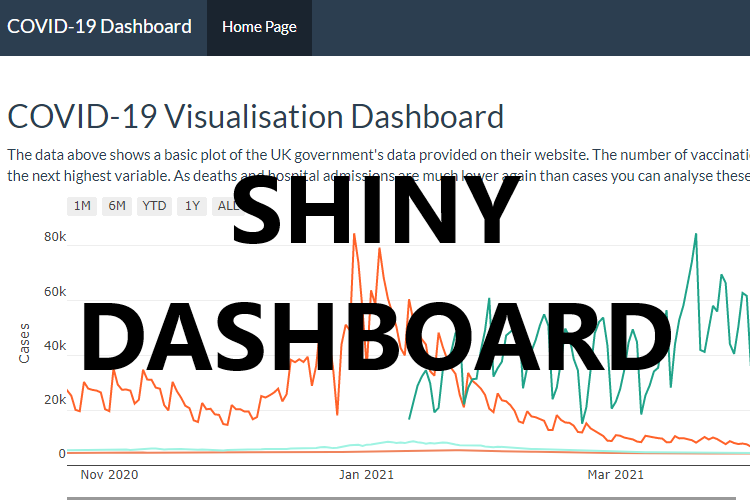 COVID-19 Dashboard Home Page
COVID-19 Visualisation Dashboard
The data above shows a basic plot of the UK government's data provided on their website. The number of
the next highest variable. As deaths and hospital admissions are much lower again than cases you can analyse these
1M 6M YTD 1Y ALL
SHINY
DASHBOARD
80k
60k
40k
20k
0
Cases
Nov 2020 Jan 2021 Mar 2021